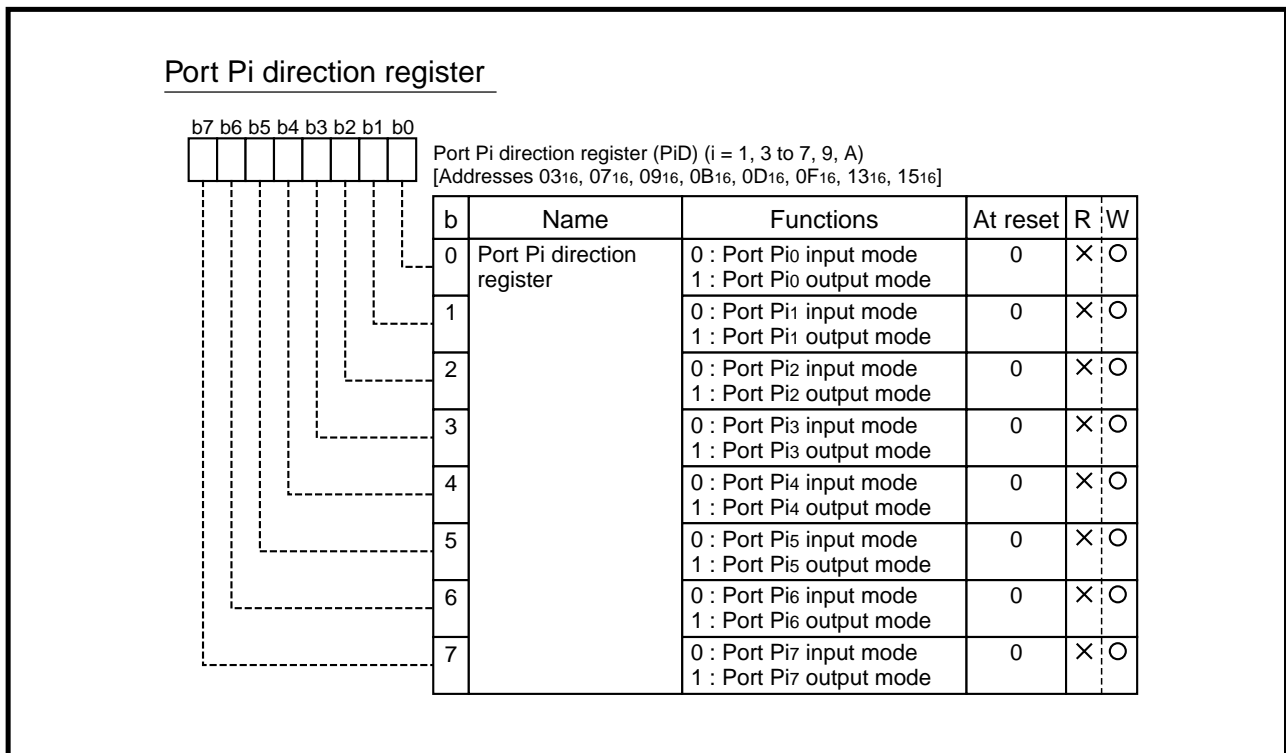 Port Pi direction register
b7 b6 b5 b4 b3 b2 b1 b0
Port Pi direction register (PiD) (i = 1, 3 to 7, 9, A)
[Addresses 0316, 0716, 0916, 0B16, 0D16, 0F16, 1316, 1516]
b Name Functions At reset R W
0 Port Pi direction register 0 : Port Pi0 input mode 0 × O
1 : Port Pi0 output mode
1 0 : Port Pi1 input mode 0 × O
1 : Port Pi1 output mode
2 0 : Port Pi2 input mode 0 × O
1 : Port Pi2 output mode
3 0 : Port Pi3 input mode 0 × O
1 : Port Pi3 output mode
4 0 : Port Pi4 input mode 0 × O
1 : Port Pi4 output mode
5 0 : Port Pi5 input mode 0 × O
1 : Port Pi5 output mode
6 0 : Port Pi6 input mode 0 × O
1 : Port Pi6 output mode
7 0 : Port Pi7 input mode 0 × O
1 : Port Pi7 output mode